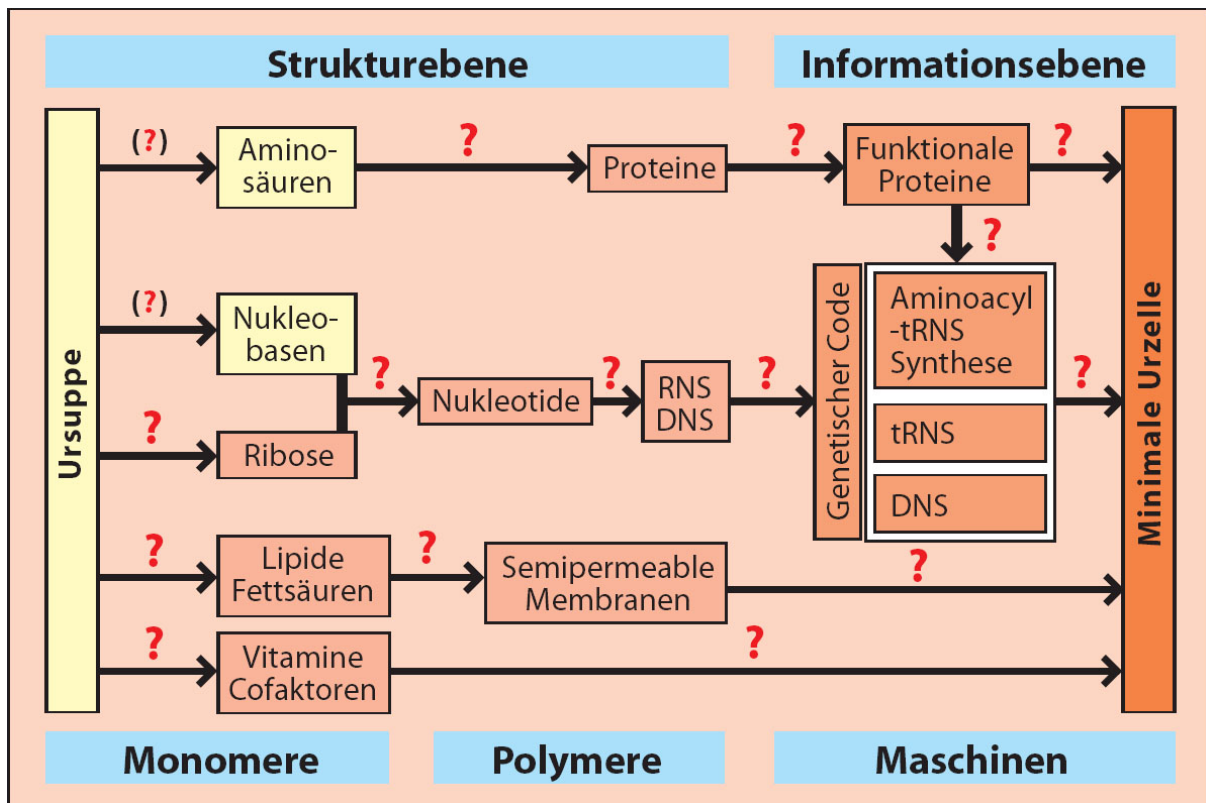 Strukturebene
Informationsebene
Ursuppe
(?)
Amino-
säuren
?
Proteine
?
Funktionale
Proteine
?
?
(?)
Nukleo-
basen
?
Ribose
?
Nukleotide
?
RNS
DNS
?
Genetischer Code
Aminoacyl
-tRNS
Synthese
tRNS
DNS
?
?
Lipide
Fettsäuren
?
Semipermeable
Membranen
?
?
Vitamine
Cofaktoren
?
Minimale Urzelle
Monomere
Polymere
Maschinen